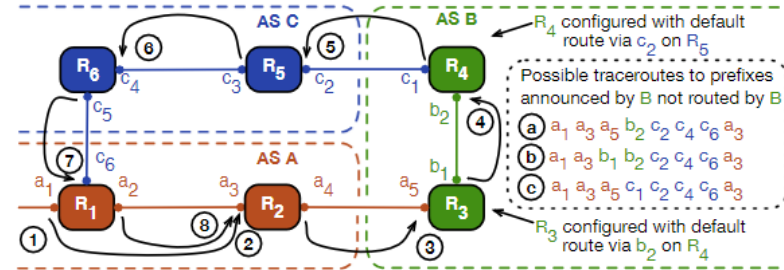 AS C
AS B
R4 configured with default
route via c2 on R5
6
5
R6
c4
c3
R5
c2
c1
R4
c5
b2
4
Possible traceroutes to prefixes
announced by B not routed by B
a a1 a3 a5 b2 c2 c4 c6 a3
b a1 a3 b1 b2 c2 c4 c6 a3
c a1 a3 a5 c1 c2 c4 c6 a3
7
c6
AS A
b1
a1
R1
a2
a3
R2
a4
a5
R3
1
8
2
3
R3 configured with default
route via b2 on R4